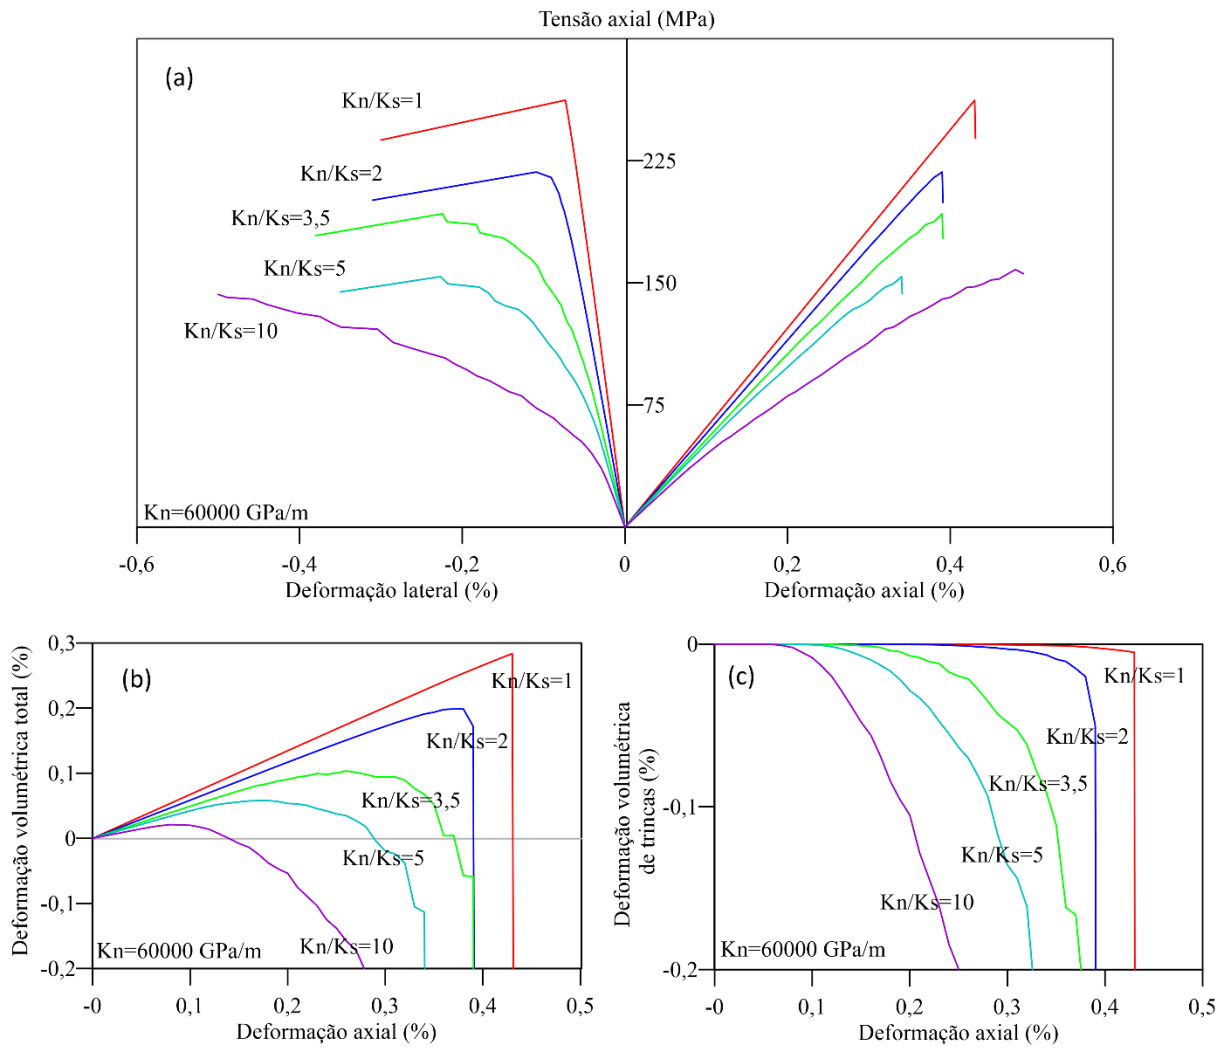 Tensão axial (MPa)
(a)
Kn/Ks=1
Kn/Ks=2
Kn/Ks=3,5
Kn/Ks=5
Kn/Ks=10
225
150
75
Kn=60000 GPa/m
-0,6
-0,4
-0,2
0
0,2
0,4
0,6
Deformação lateral (%)
Deformação axial (%)
(b)
Deformação volumétrica total (%)
0,3
0,2
0,1
0
-0,1
-0,2
Kn/Ks=1
Kn/Ks=2
Kn/Ks=3,5
Kn/Ks=5
Kn/Ks=10
Kn=60000 GPa/m
-0
0,1
0,2
0,3
0,4
0,5
Deformação axial (%)
(c)
Deformação volumétrica
de trincas (%)
0
-0,1
-0,2
Kn/Ks=1
Kn/Ks=2
Kn/Ks=3,5
Kn/Ks=5
Kn/Ks=10
Kn=60000 GPa/m
-0
0,1
0,2
0,3
0,4
0,5
Deformação axial (%)